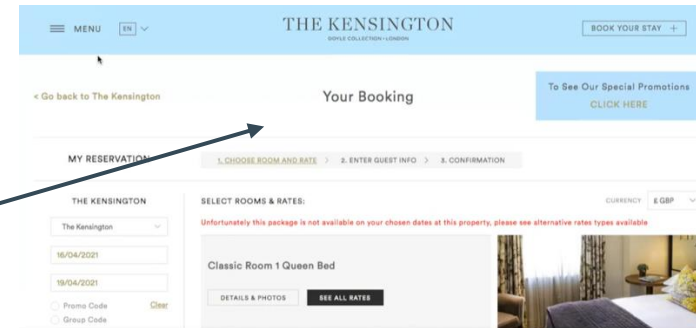 MENU EN
THE KENSINGTON
DOYLE COLLECTION • LONDON
BOOK YOUR STAY +
< Go back to The Kensington
Your Booking
To See Our Special Promotions
CLICK HERE
MY RESERVATION
1. CHOOSE ROOM AND RATE > 2. ENTER GUEST INFO > 3. CONFIRMATION
THE KENSINGTON
The Kensington
16/04/2021
19/04/2021
Promo Code Clear
Group Code
SELECT ROOMS & RATES:
CURRENCY £ GBP
Unfortunately this package is not available on your chosen dates at this property, please see alternative rates types available
Classic Room 1 Queen Bed
DETAILS & PHOTOS SEE ALL RATES